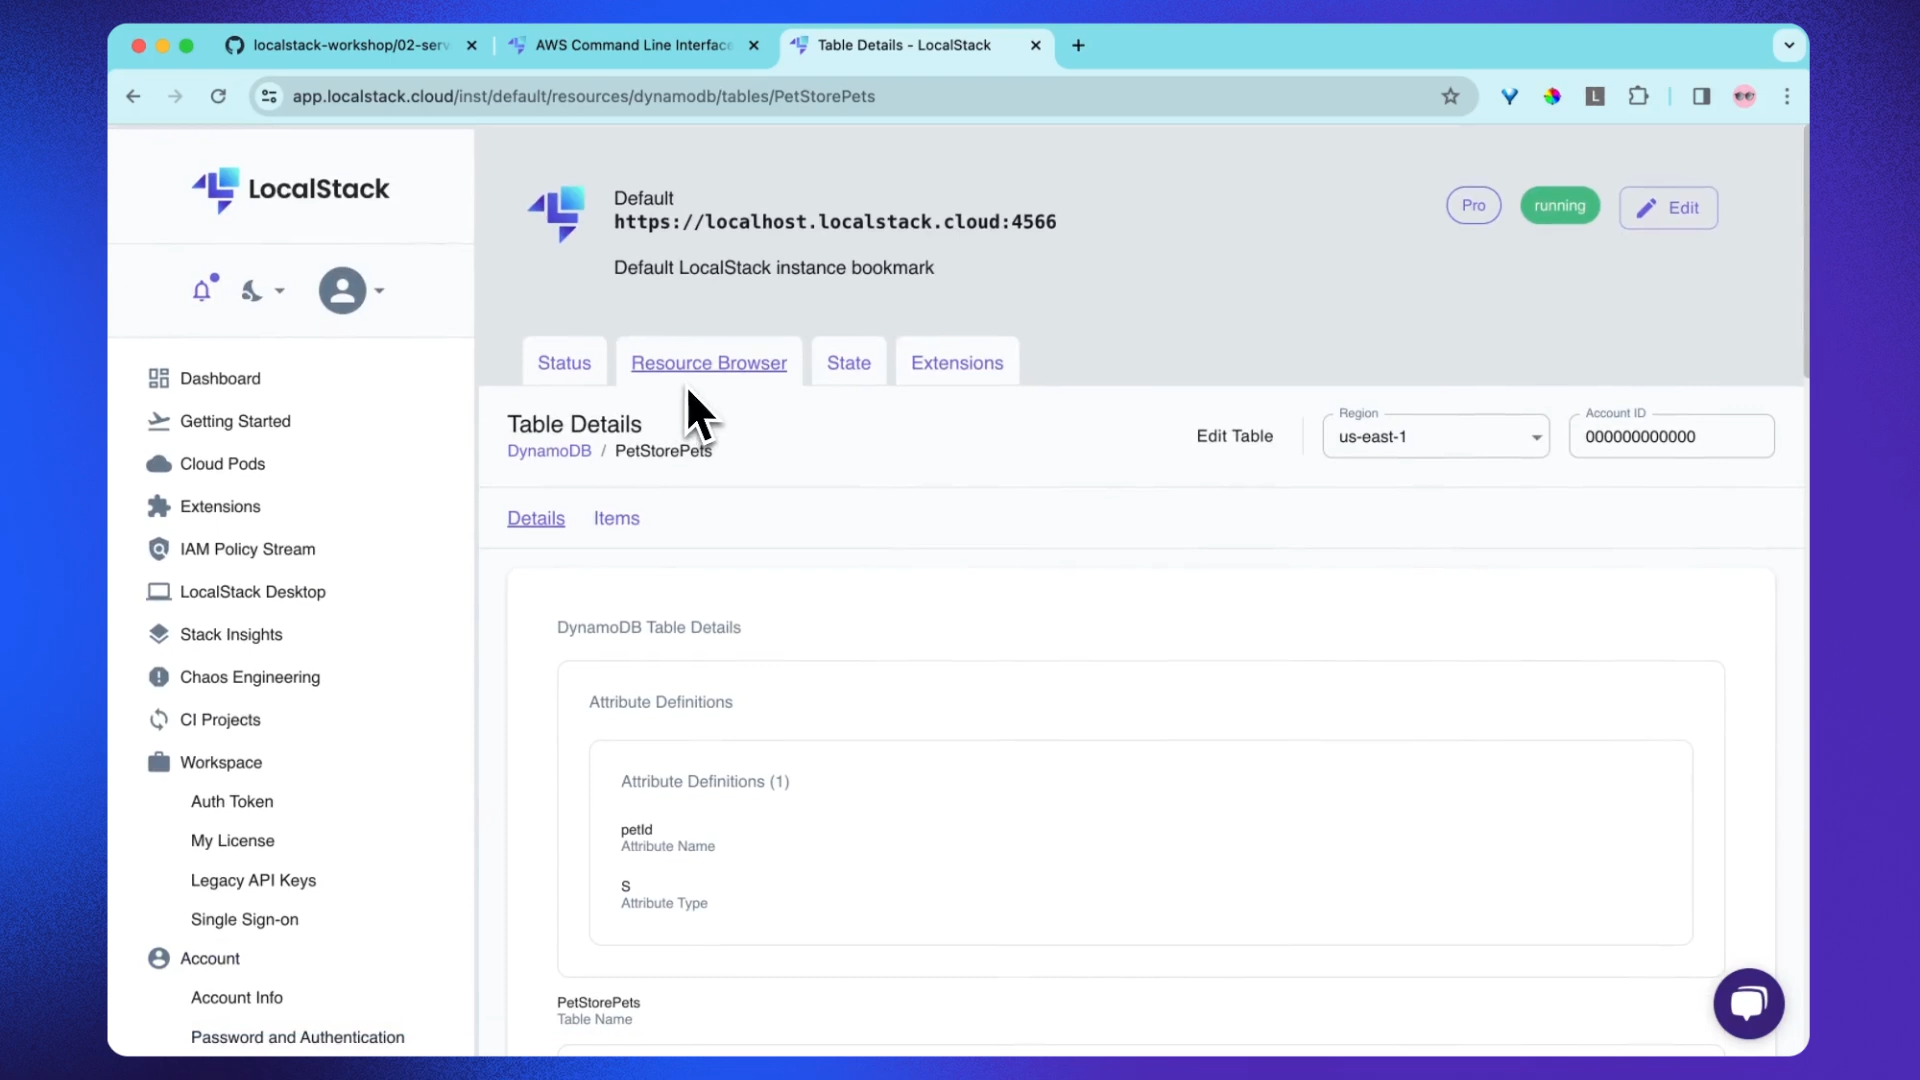 localstack-workshop/02-serv
AWS Command Line Interface
Table Details - LocalStack
app.localstack.cloud/inst/default/resources/dynamodb/tables/PetStorePets
L
LocalStack
Dashboard
Getting Started
Cloud Pods
Extensions
IAM Policy Stream
LocalStack Desktop
Stack Insights
Chaos Engineering
CI Projects
Workspace
Auth Token
My License
Legacy API Keys
Single Sign-on
Account
Account Info
Password and Authentication
Default
https://localhost.localstack.cloud:4566
Default LocalStack instance bookmark
Pro
running
Edit
Status
Resource Browser
State
Extensions
Table Details
DynamoDB / PetStorePets
Edit Table
Region
us-east-1
Account ID
000000000000
Details
Items
DynamoDB Table Details
Attribute Definitions
Attribute Definitions (1)
petId
Attribute Name
S
Attribute Type
PetStorePets
Table Name